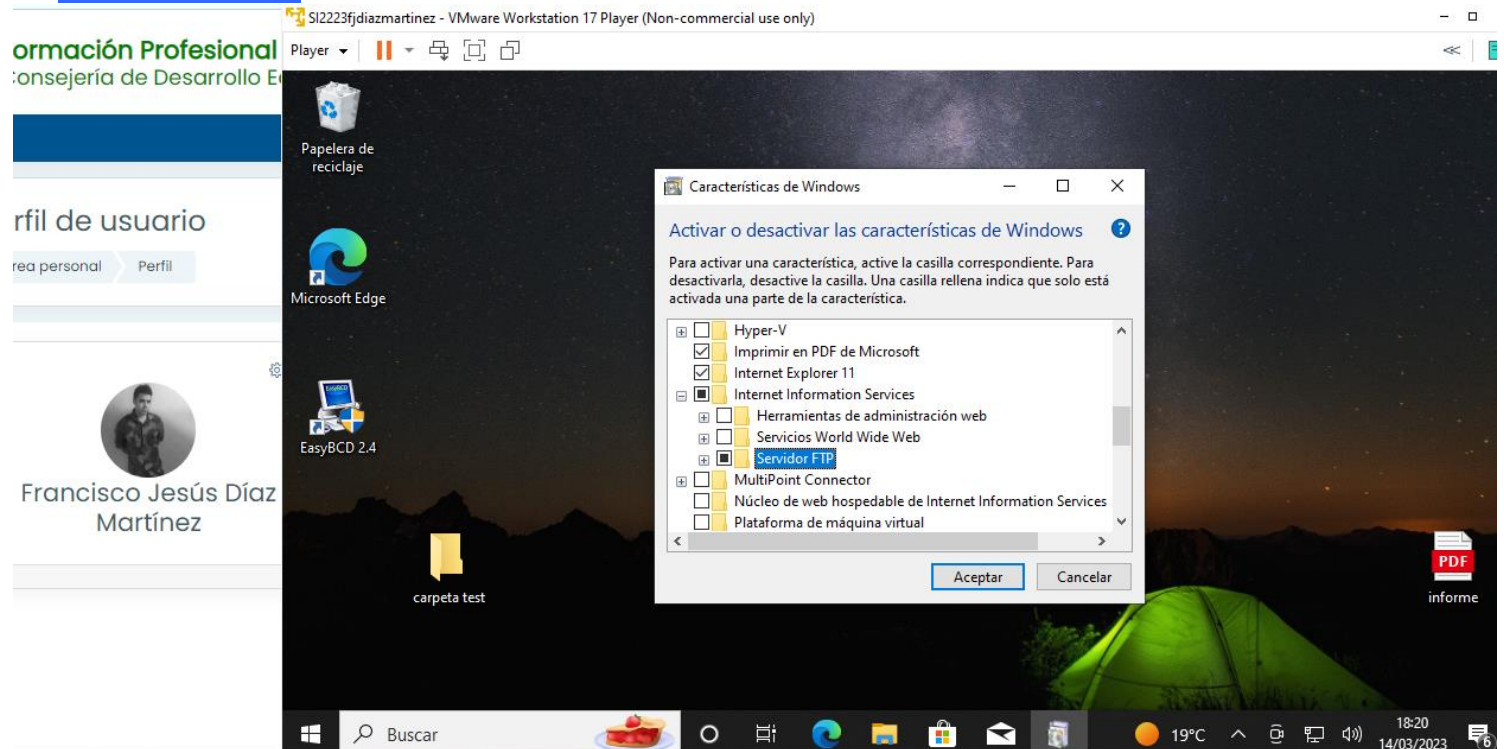 SI2223fjdiazmartinez - VMware Workstation 17 Player (Non-commercial use only)
Player
ormación Profesional
onsejería de Desarrollo E
rfil de usuario
rea personal
Perfil
Francisco Jesús Díaz
Martínez
Papelera de
reciclaje
Microsoft Edge
EasyBCD 2.4
carpeta test
Características de Windows
Activar o desactivar las características de Windows
Para activar una característica, active la casilla correspondiente. Para
desactivarla, desactive la casilla. Una casilla rellena indica que solo está
activada una parte de la característica.
Hyper-V
Imprimir en PDF de Microsoft
Internet Explorer 11
Internet Information Services
Herramientas de administración web
Servicios World Wide Web
Servidor FTP
MultiPoint Connector
Núcleo de web hospedable de Internet Information Services
Plataforma de máquina virtual
Aceptar
Cancelar
PDF
informe
Buscar
19°C
18:20
14/03/2023
6